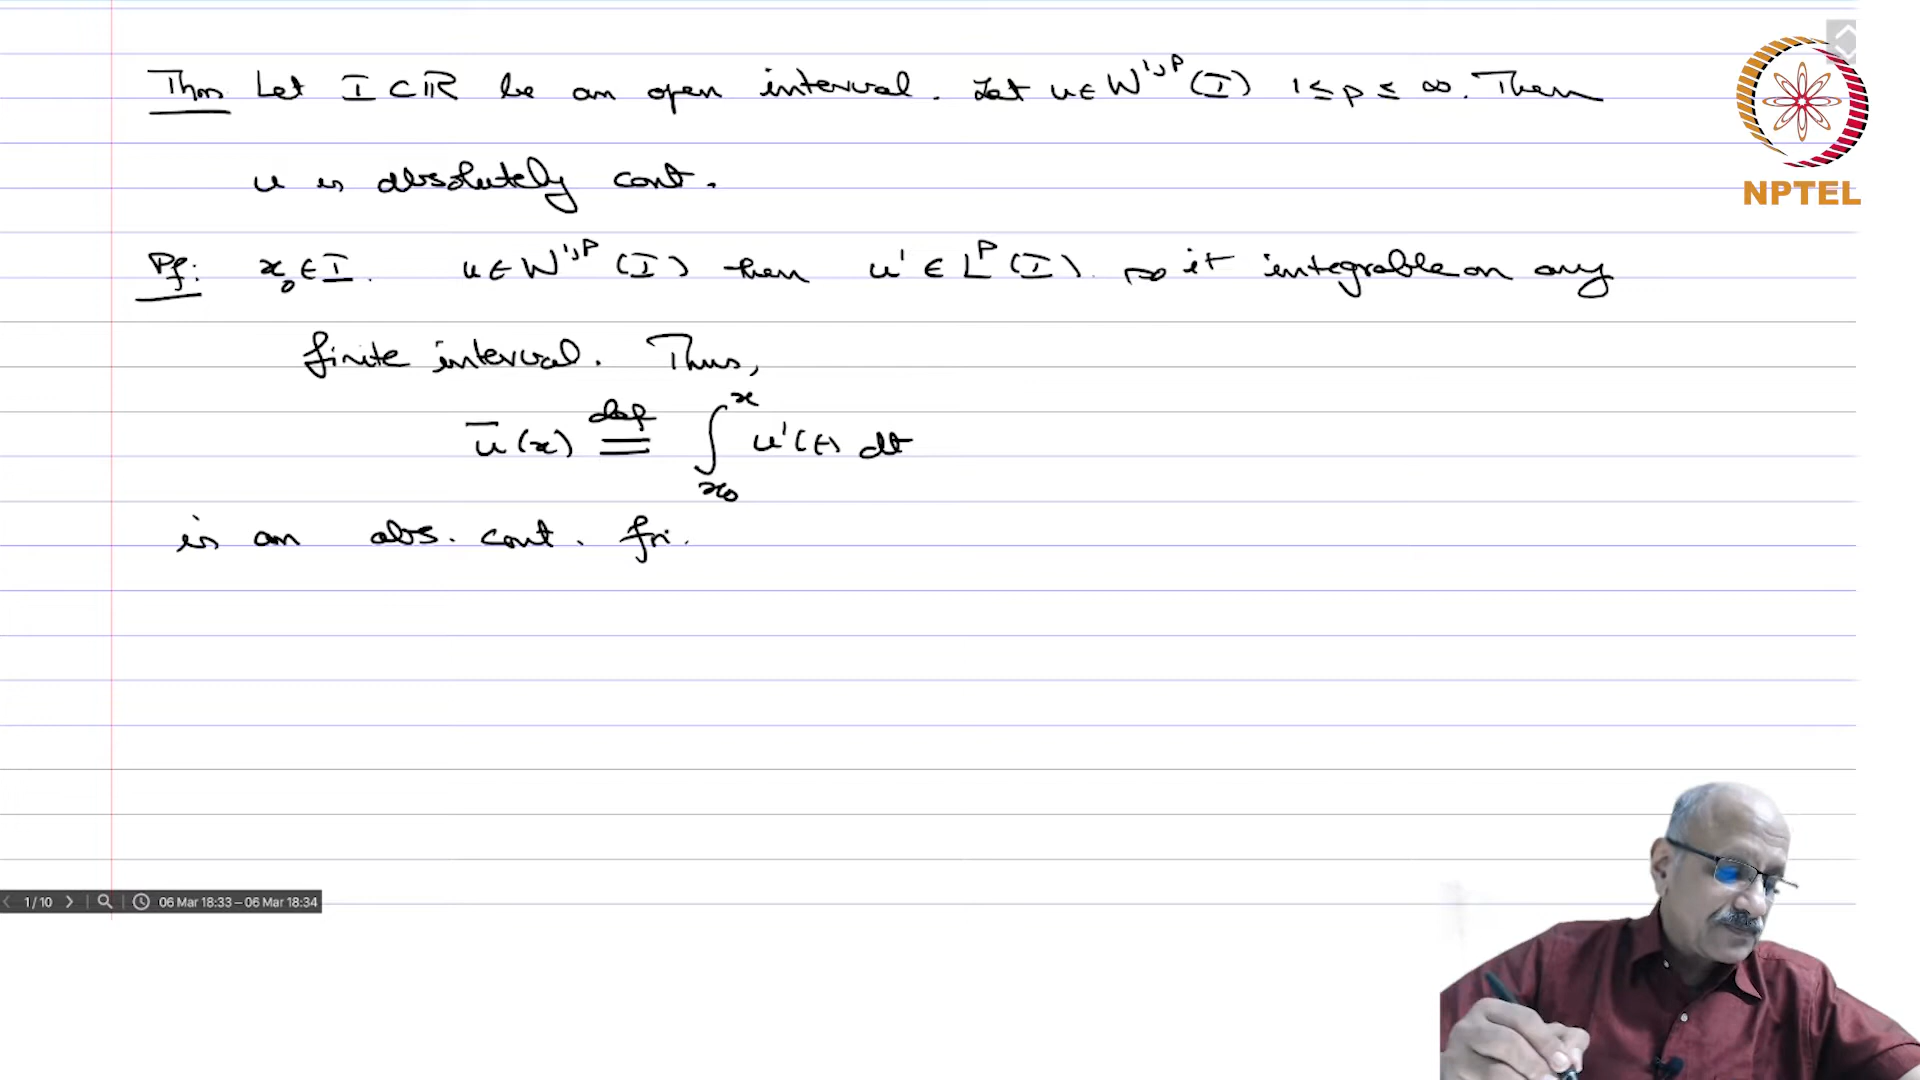 Thm Let I ⊂ ℝ be an open interval. Let u ∈ W^{1,p}(I) 1 ≤ p ≤ ∞. Then
u is absolutely cont.
Pf: x₀ ∈ I. u ∈ W^{1,p}(I) then u' ∈ L^p(I). so it integrable on any
finite interval. Thus,
ū(x) def= ∫_{x₀}^{x} u'(t) dt
is an abs. cont. fn.
NPTEL
1/10 06 Mar 18:33 – 06 Mar 18:34